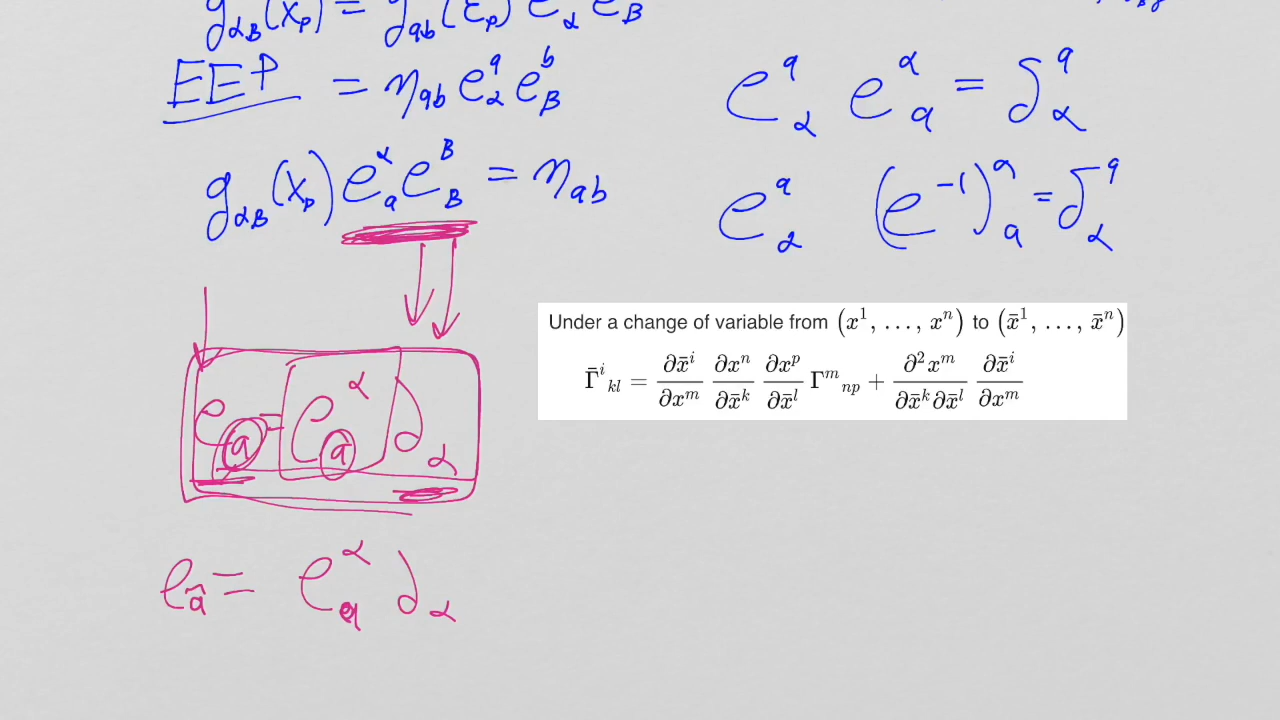 g_{αβ}(x_p) = g_{ab}(ξ_p) e^a_α e^b_β
EEP = η_{ab} e^a_α e^b_β
g_{αβ}(x_p) e^α_a e^β_B = η_{ab}
e_a = e^α_a ∂_α
e_â = e^α_a ∂_α
e^a_α e^α_a = δ^a_α
e^a_α (e^{-1})^a_a = δ^a_α
Under a change of variable from (x^1, …, x^n) to (x̄^1, …, x̄^n)
Γ̄^i_{kl} = ∂x̄^i/∂x^m ∂x^n/∂x̄^k ∂x^p/∂x̄^l Γ^m_{np} + ∂²x^m/∂x̄^k∂x̄^l ∂x̄^i/∂x^m